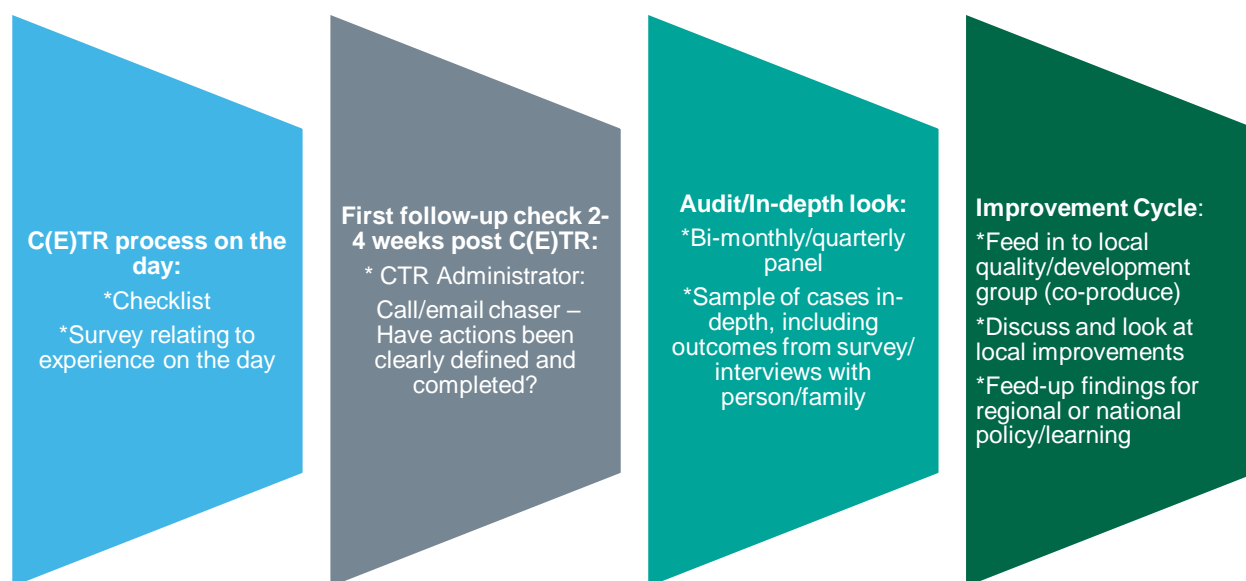 C(E)TR process on the
day:
*Checklist
*Survey relating to
experience on the day
First follow-up check 2-
4 weeks post C(E)TR:
* CTR Administrator:
Call/email chaser –
Have actions been
clearly defined and
completed?
Audit/In-depth look:
*Bi-monthly/quarterly
panel
*Sample of cases in-
depth, including
outcomes from survey/
interviews with
person/family
Improvement Cycle:
*Feed in to local
quality/development
group (co-produce)
*Discuss and look at
local improvements
*Feed-up findings for
regional or national
policy/learning